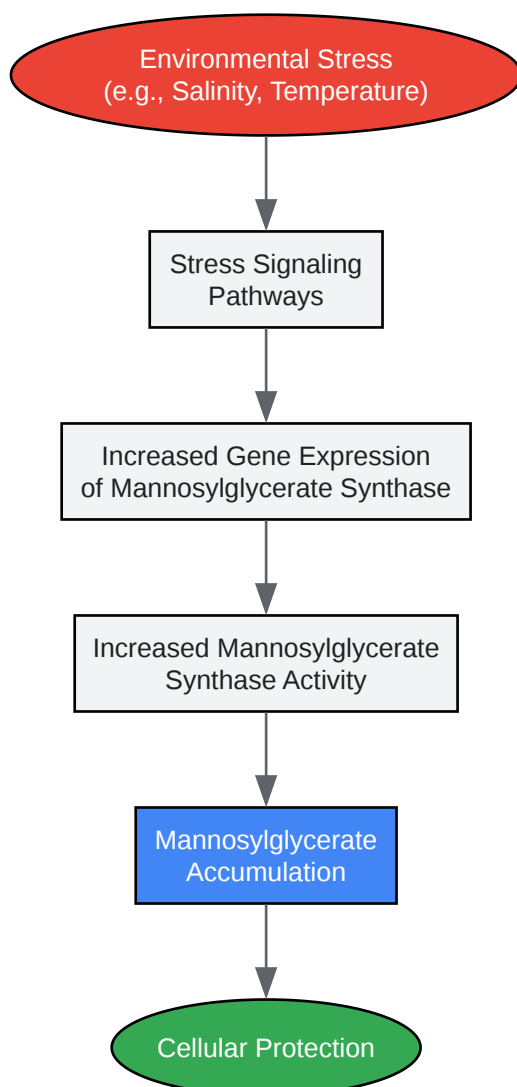 Environmental Stress
(e.g., Salinity, Temperature)
Stress Signaling
Pathways
Increased Gene Expression
of Mannosylglycerate Synthase
Increased Mannosylglycerate
Synthase Activity
Mannosylglycerate
Accumulation
Cellular Protection